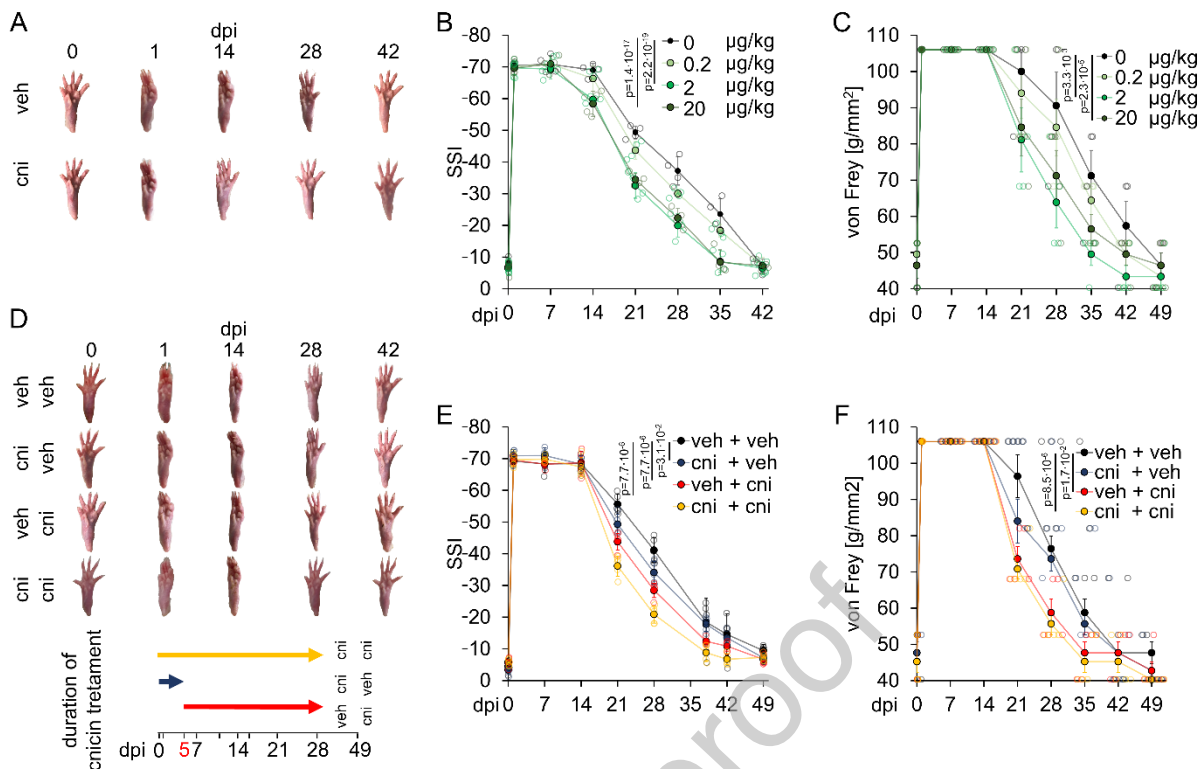 A
dpi
0 1 14 28 42
veh
cni
B
-80
-70
-60
-50
-40
-30
-20
-10
0
SSI
dpi 0 7 14 21 28 35 42
p=1.4·10-17
p=2.2·10-19
0 µg/kg
0.2 µg/kg
2 µg/kg
20 µg/kg
C
110
100
90
80
70
60
50
40
von Frey [g/mm2]
dpi 0 7 14 21 28 35 42 49
p=2.3·10-6
0 µg/kg
0.2 µg/kg
2 µg/kg
20 µg/kg
D
dpi
0 1 14 28 42
veh veh
cni veh
veh cni
cni cni
duration of
cnicin tretament
cni cni
cni veh
veh cni
dpi 0 1 5 7 14 21 28 35 49
E
-80
-70
-60
-50
-40
-30
-20
-10
0
SSI
dpi 0 7 14 21 28 35 42 49
p=7.7·10-6
p=7.7·10-6
p=3.1·10-2
veh + veh
cni + veh
veh + cni
cni + cni
F
110
100
90
80
70
60
50
40
von Frey [g/mm2]
dpi 0 7 14 21 28 35 42 49
p=8.5·10-6
p=1.7·10-2
veh + veh
cni + veh
veh + cni
cni + cni
proof